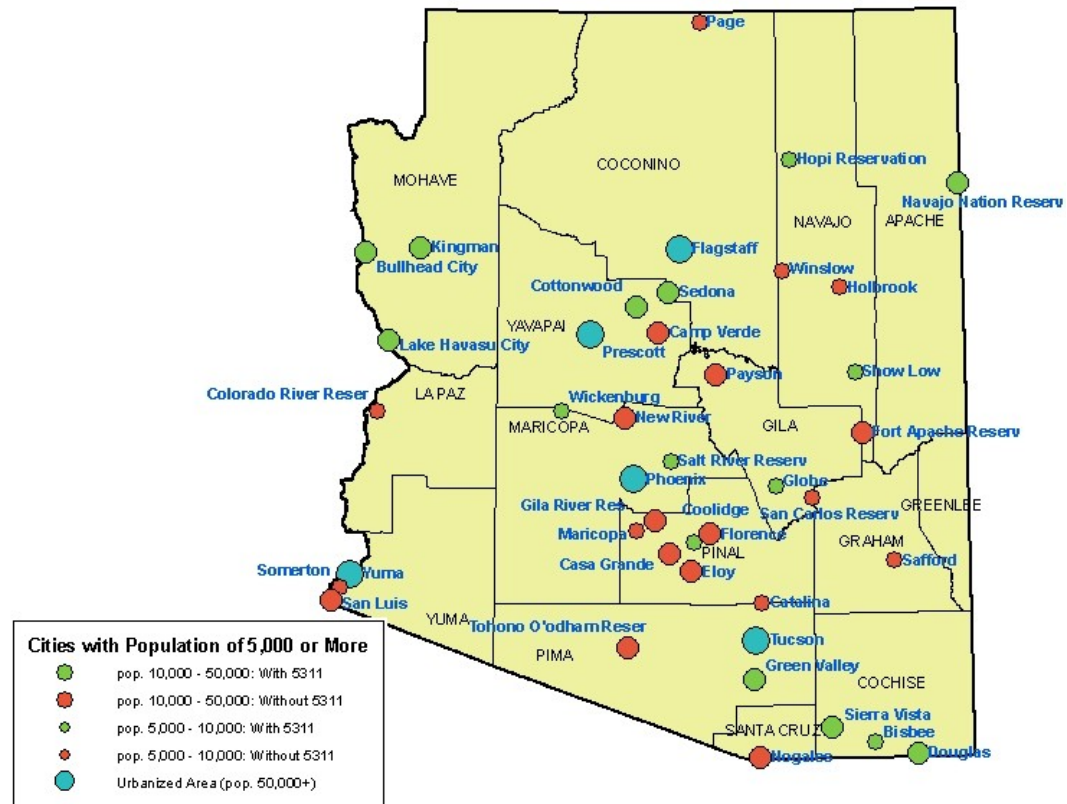 Page
Hopi Reservation
COCONINO
MOHAVE
Navajo Nation Reserv
NAVAJO
APACHE
Kingman
Flagstaff
Bullhead City
Winslow
Holbrook
Cottonwood
Sedona
YAVAPAI
Camp Verde
Lake Havasu City
Prescott
Payson
Show Low
Colorado River Reser
LA PAZ
Wickenburg
New River
MARICOPA
GILA
Fort Apache Reserv
Salt River Reserv
Phoenix
Globe
Gila River Res
Coolidge
San Carlos Reserv
GREENLEE
Maricopa
Florence
GRAHAM
PINAL
Casa Grande
Safford
Somerton
Yuma
Eloy
San Luis
Catalina
YUMA
Tohono O'odham Reser
Tucson
PIMA
Green Valley
COCHISE
Sierra Vista
SANTA CRUZ
Bisbee
Nogales
Douglas
Cities with Population of 5,000 or More
pop. 10,000 - 50,000: With 5311
pop. 10,000 - 50,000: Without 5311
pop. 5,000 - 10,000: With 5311
pop. 5,000 - 10,000: Without 5311
Urbanized Area (pop. 50,000+)